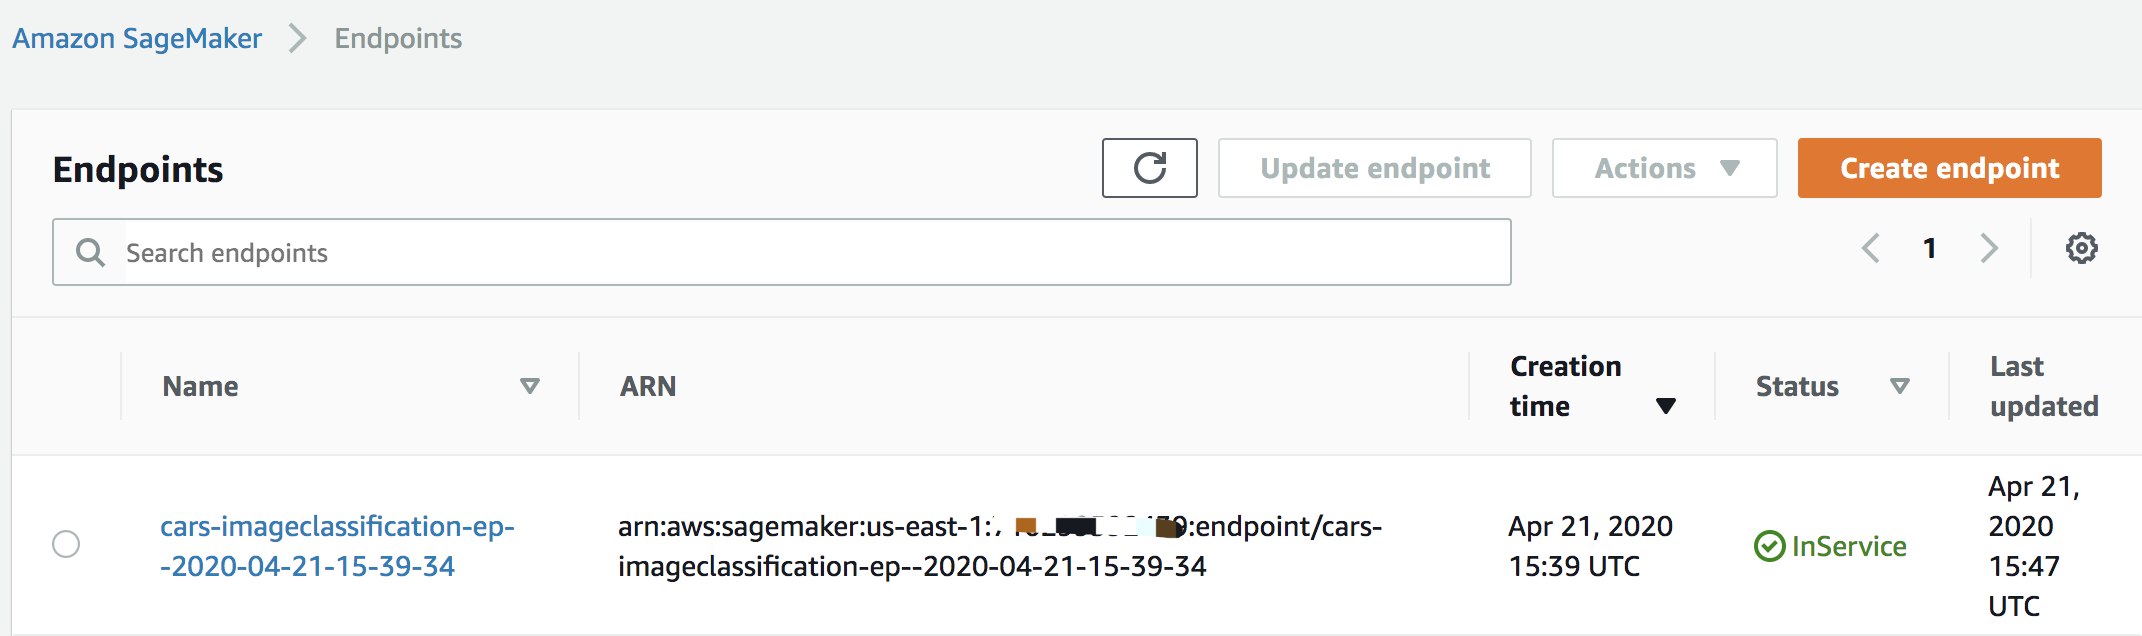 Amazon SageMaker > Endpoints
Endpoints
Update endpoint
Actions
Create endpoint
Search endpoints
1
Name
ARN
Creation
time
Status
Last
updated
cars-imageclassification-ep-
-2020-04-21-15-39-34
arn:aws:sagemaker:us-east-1: :endpoint/cars-
imageclassification-ep--2020-04-21-15-39-34
Apr 21, 2020
15:39 UTC
InService
Apr 21,
2020
15:47
UTC